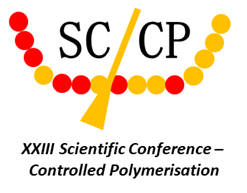 SC/CP
XXIII Scientific Conference –
Controlled Polymerisation